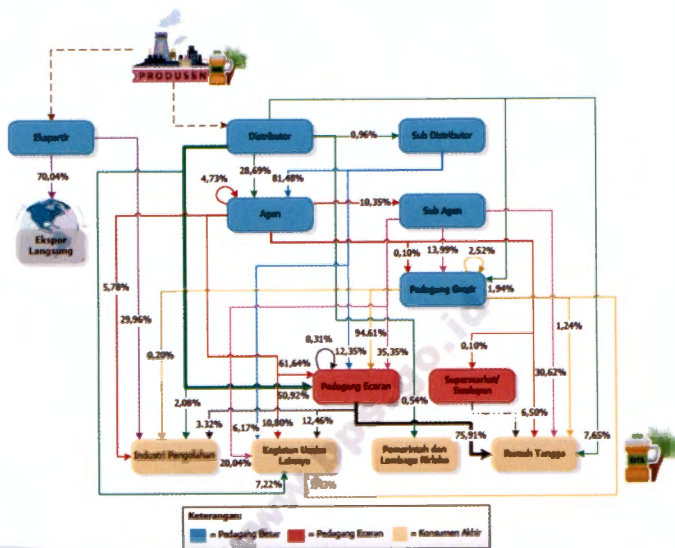 PRODUSEN
Eksportir
Distributor
0,96%
Sub Distributor
70,04%
28,69%
81,48%
4,73%
Agen
10,35%
Sub Agen
Ekspor
Langsung
0,10%
13,99%
2,52%
Pedagang Grosir
1,94%
5,78%
29,96%
0,20%
8,31%
12,35%
94,61%
35,35%
0,10%
1,24%
61,64%
50,92%
Pedagang Eceran
0,54%
Supermarket/
Swalayan
30,62%
2,08%
3.32%
6,17%
10,80%
12,46%
75,91%
6,50%
7,65%
Industri Pengolahan
20,04%
Kegiatan Usaha
Lainnya
Pemerintah dan
Lembaga Nirlaba
Rumah Tangga
7,22%
Keterangan:
= Pedagang Besar
= Pedagang Eceran
= Konsumen Akhir